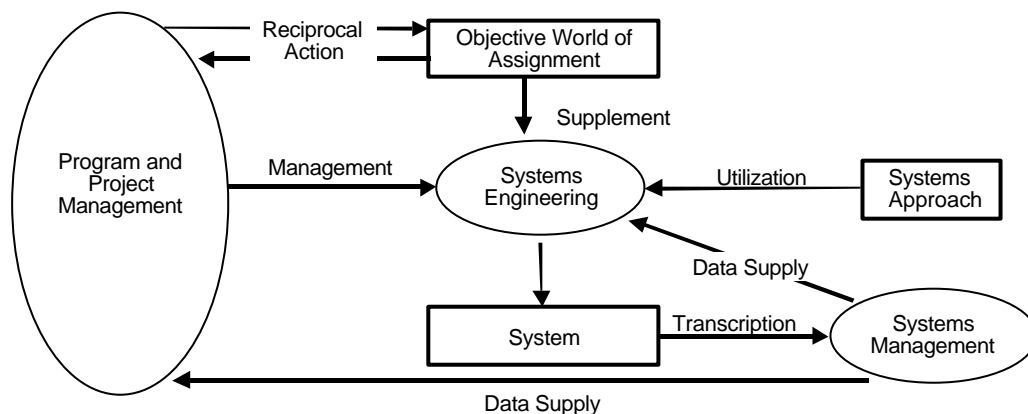 Reciprocal
Action
Objective World of
Assignment
Supplement
Program and
Project
Management
Management
Systems
Engineering
Utilization
Systems
Approach
Data Supply
System
Transcription
Systems
Management
Data Supply